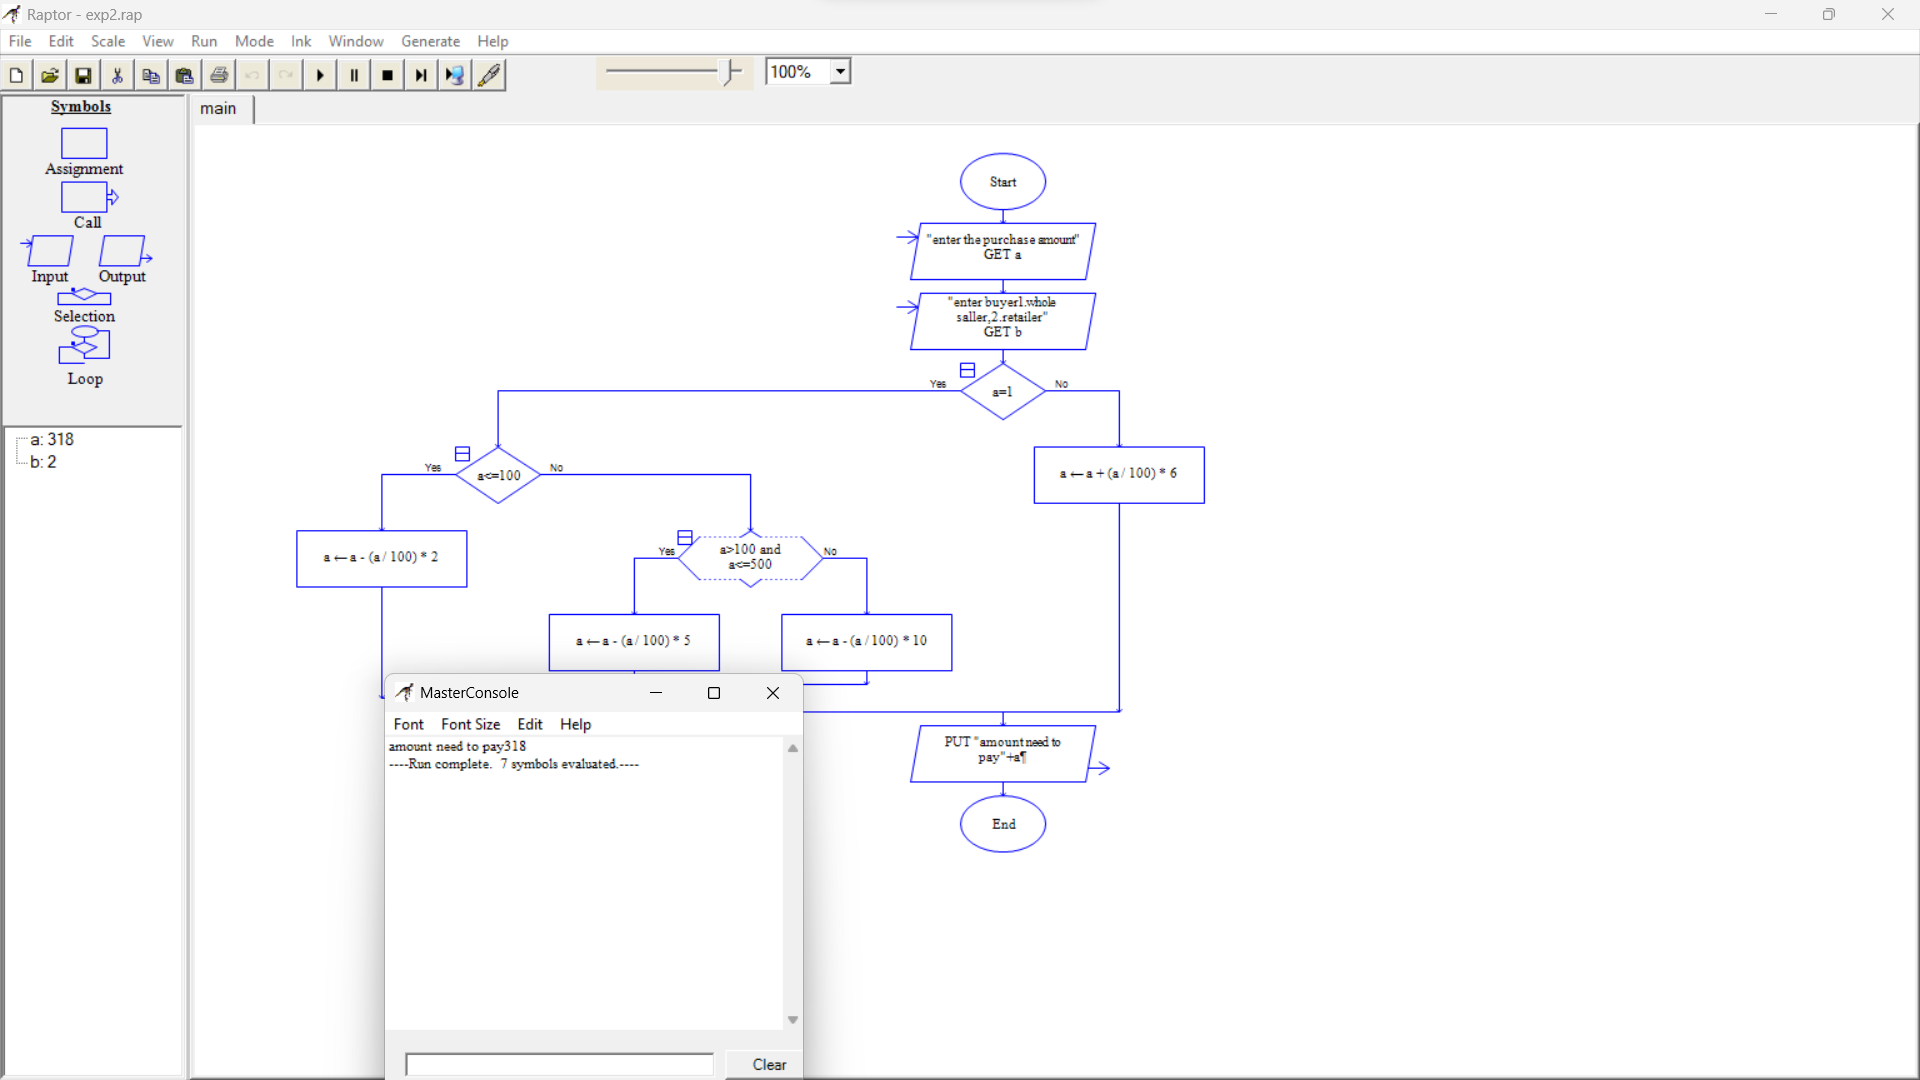 Raptor - exp2.rap
File Edit Scale View Run Mode Ink Window Generate Help
100%
Symbols
Assignment
Call
Input Output
Selection
Loop
a: 318
b: 2
main
Start
"enter the purchase amount"
GET a
"enter buyer1.whole
saller,2.retailer"
GET b
Yes a=1 No
Yes a<=100 No
a ← a + (a / 100) * 6
a ← a - (a / 100) * 2
Yes a>100 and
a<=500 No
a ← a - (a / 100) * 5
a ← a - (a / 100) * 10
PUT "amount need to
pay"+a¶
End
MasterConsole
Font Font Size Edit Help
amount need to pay318
----Run complete. 7 symbols evaluated.----
Clear